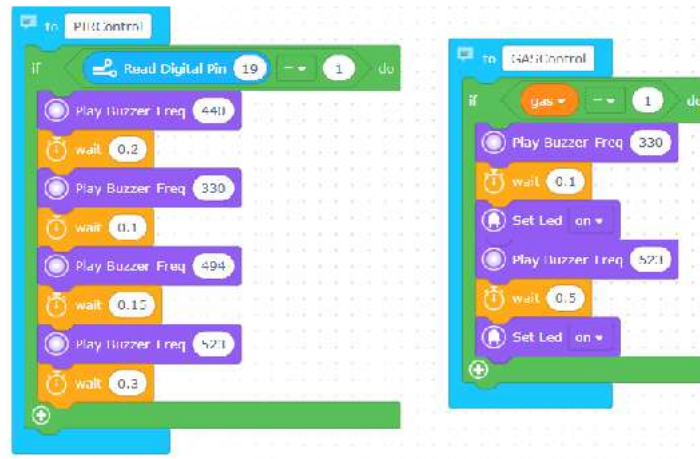 to PIRControl
if Read Digital Pin 19 = 1 do
Play Buzzer Freq 440
wait 0.2
Play Buzzer Freq 330
wait 0.1
Play Buzzer Freq 494
wait 0.15
Play Buzzer Freq 523
wait 0.3
to GASControl
if gas = 1 do
Play Buzzer Freq 330
wait 0.1
Set Led on
Play Buzzer Freq 523
wait 0.5
Set Led on